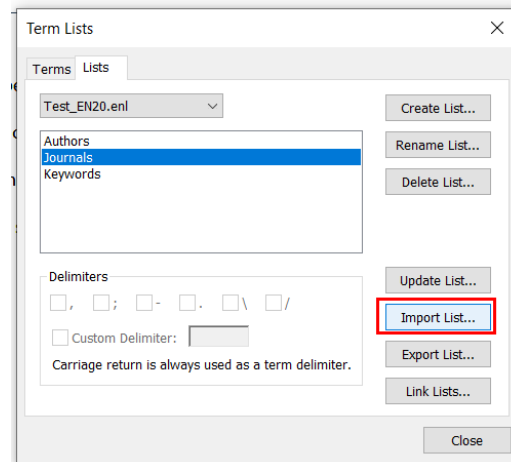 Term Lists
Terms Lists
Test_EN20.enl
Create List...
Authors
Journals
Keywords
Rename List...
Delete List...
Delimiters
, ; - . \ /
Custom Delimiter:
Carriage return is always used as a term delimiter.
Update List...
Import List...
Export List...
Link Lists...
Close